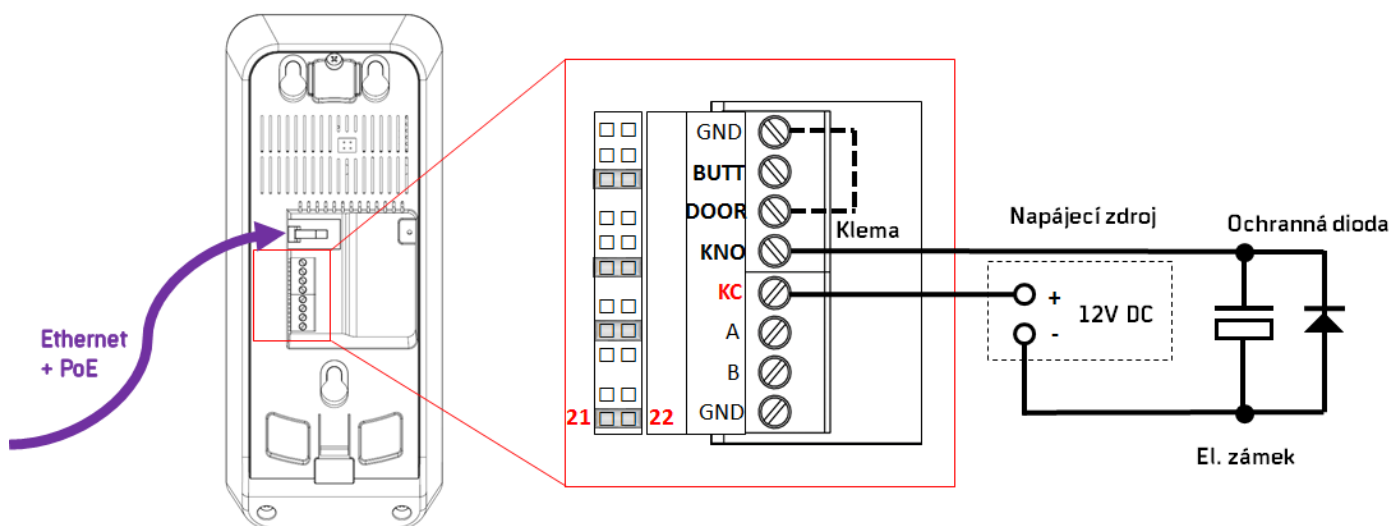 Ethernet
+ PoE
GND
BUTT
DOOR
KNO
KC
A
B
GND
21
22
Klema
Napájecí zdroj
+
12V DC
-
Ochranná dioda
El. zámek